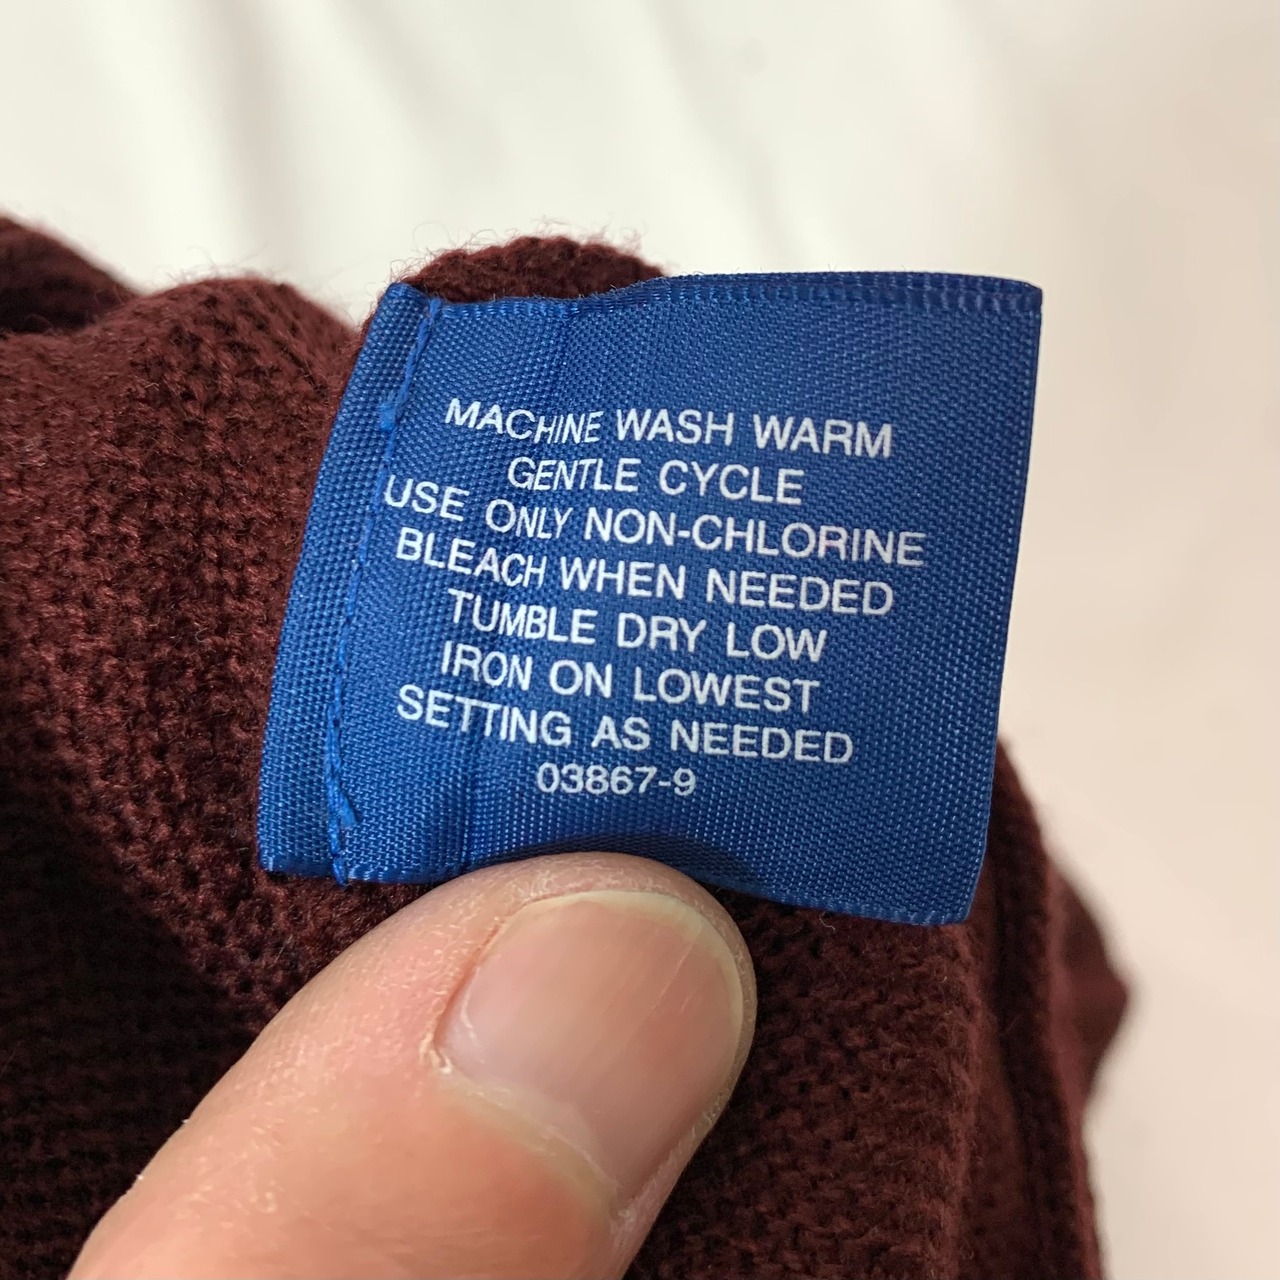 MACHINE WASH WARM
GENTLE CYCLE
USE ONLY NON-CHLORINE
BLEACH WHEN NEEDED
TUMBLE DRY LOW
IRON ON LOWEST
SETTING AS NEEDED
03867-9